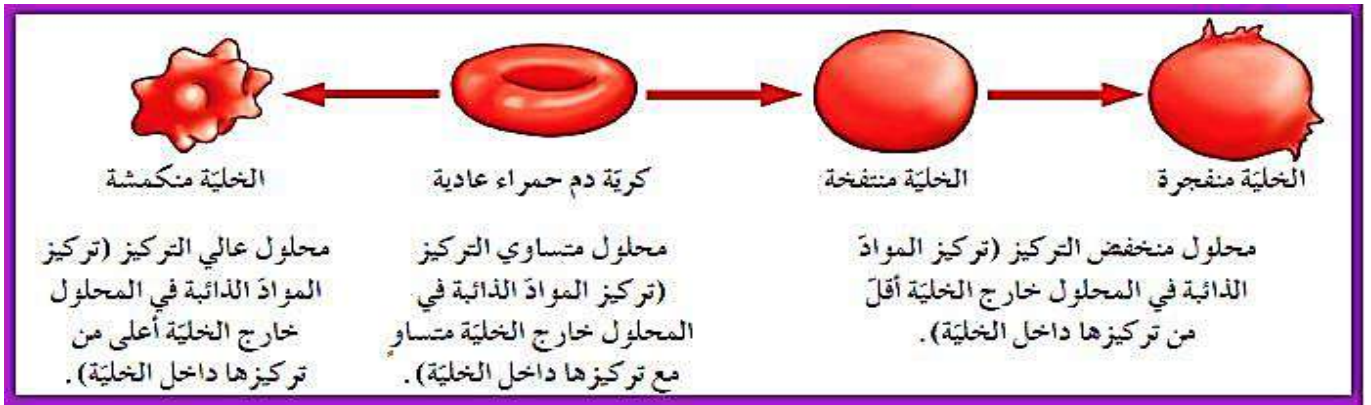 الخليّة منفجرة
الخليّة منتفخة
كريّة دم حمراء عادية
الخليّة منكمشة
محلول منخفض التركيز (تركيز الموادّ
الذائبة في المحلول خارج الخليّة أقلّ
من تركيزها داخل الخليّة).
محلول متساوي التركيز
(تركيز الموادّ الذائبة في
المحلول خارج الخليّة متساوٍ
مع تركيزها داخل الخليّة).
محلول عالي التركيز (تركيز
الموادّ الذائبة في المحلول
خارج الخليّة أعلى من
تركيزها داخل الخليّة).